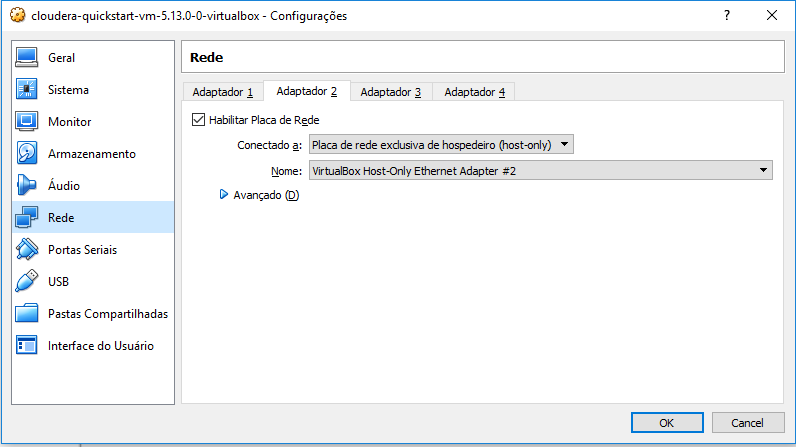 cloudera-quickstart-vm-5.13.0-0-virtualbox - Configurações
?
Geral
Sistema
Monitor
Armazenamento
Áudio
Rede
Portas Seriais
USB
Pastas Compartilhadas
Interface do Usuário
Rede
Adaptador 1 Adaptador 2 Adaptador 3 Adaptador 4
Habilitar Placa de Rede
Conectado a: Placa de rede exclusiva de hospedeiro (host-only)
Nome: VirtualBox Host-Only Ethernet Adapter #2
Avançado (D)
OK Cancel